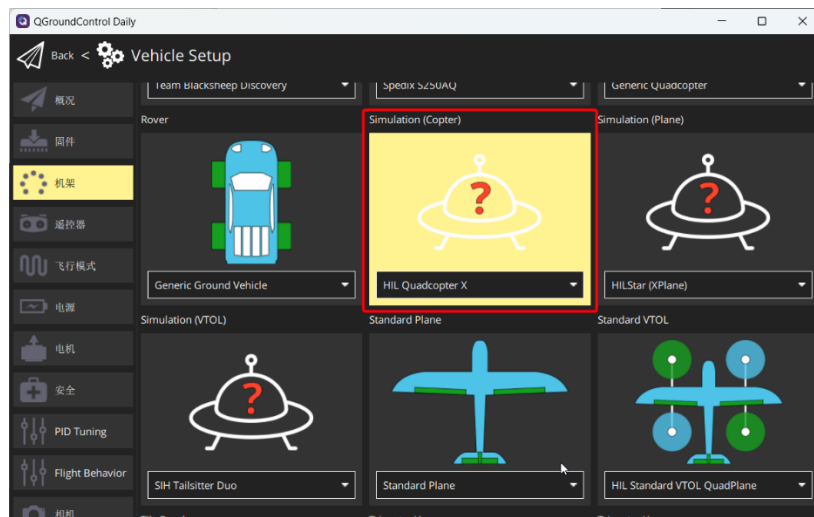 QGroundControl Daily
Back < Vehicle Setup
概况
固件
机架
遥控器
飞行模式
电源
电机
安全
PID Tuning
Flight Behavior
相机
Team Blacksheep Discovery
Spedix S250AQ
Generic Quadcopter
Rover
Simulation (Copter)
Simulation (Plane)
?
?
Generic Ground Vehicle
HIL Quadcopter X
HILStar (XPlane)
Simulation (VTOL)
Standard Plane
Standard VTOL
?
SIH Tailsitter Duo
Standard Plane
HIL Standard VTOL QuadPlane